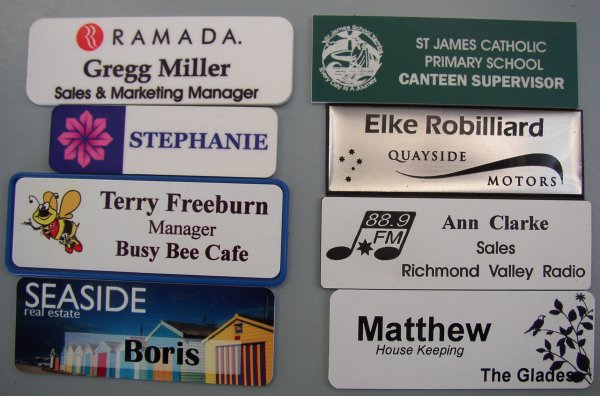 RAMADA.
Gregg Miller
Sales & Marketing Manager
STEPHANIE
Terry Freeburn
Manager
Busy Bee Cafe
SEASIDE
real estate
Boris
ST JAMES CATHOLIC
PRIMARY SCHOOL
CANTEEN SUPERVISOR
Elke Robilliard
QUAYSIDE
MOTORS
88.9
FM
Ann Clarke
Sales
Richmond Valley Radio
Matthew
House Keeping
The Glades